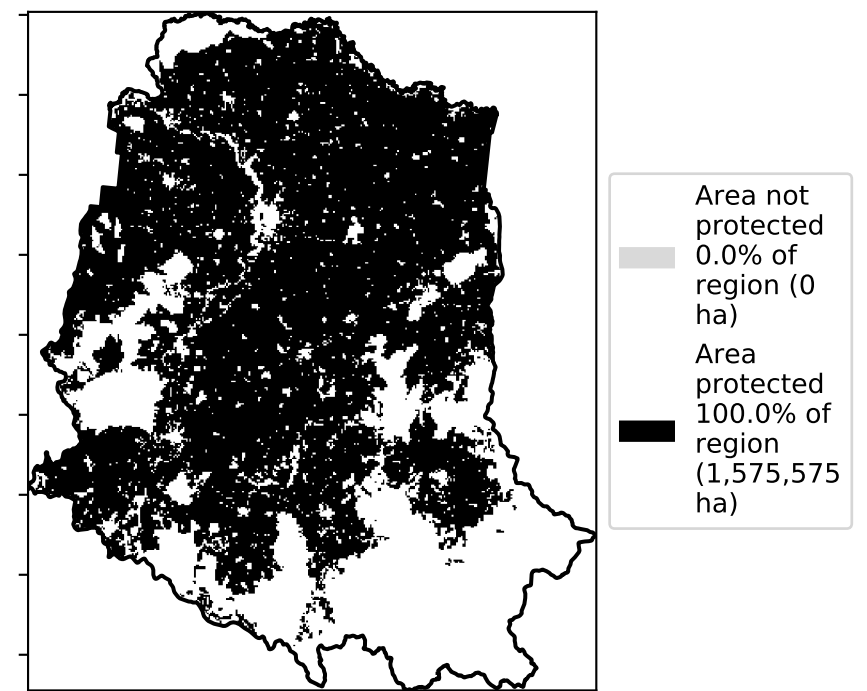 Area not
protected
0.0% of
region (0
ha)
Area
protected
100.0% of
region
(1,575,575
ha)